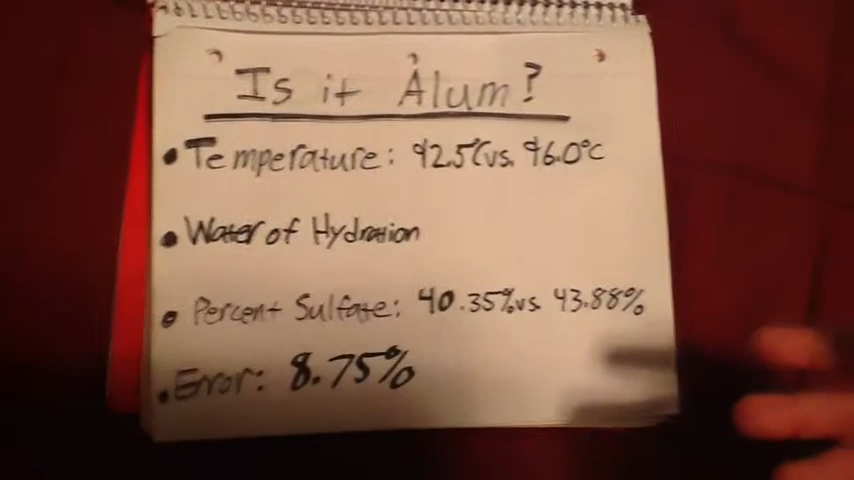 Is it Alum?
• Temperature: 92.5°C vs. 96.0°C
• Water of Hydration
• Percent Sulfate: 40.35% vs 43.88%
• Error: 8.75%